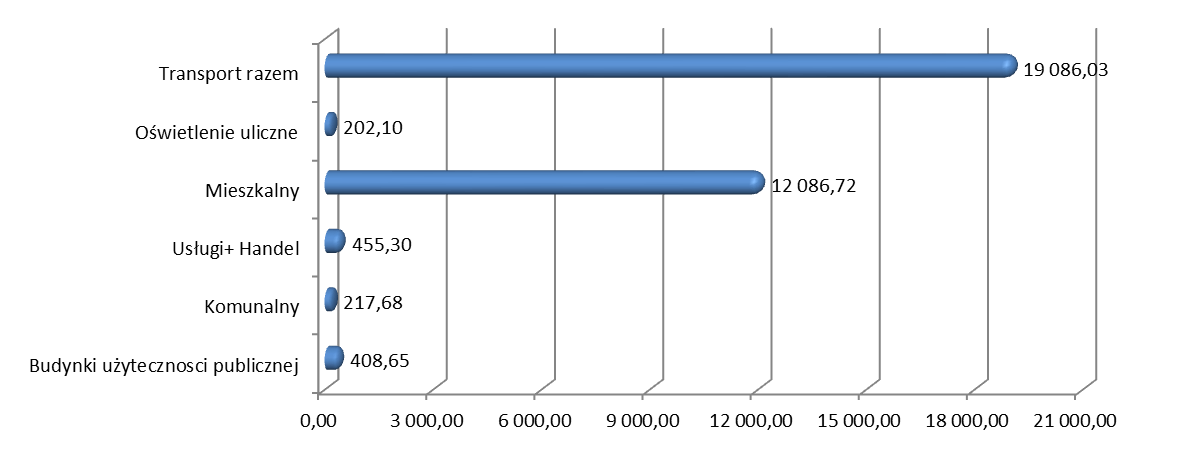 Transport razem
19 086,03
Oświetlenie uliczne
202,10
Mieszkalny
12 086,72
Usługi+ Handel
455,30
Komunalny
217,68
Budynki użytecznosci publicznej
408,65
0,00 3 000,00 6 000,00 9 000,00 12 000,00 15 000,00 18 000,00 21 000,00